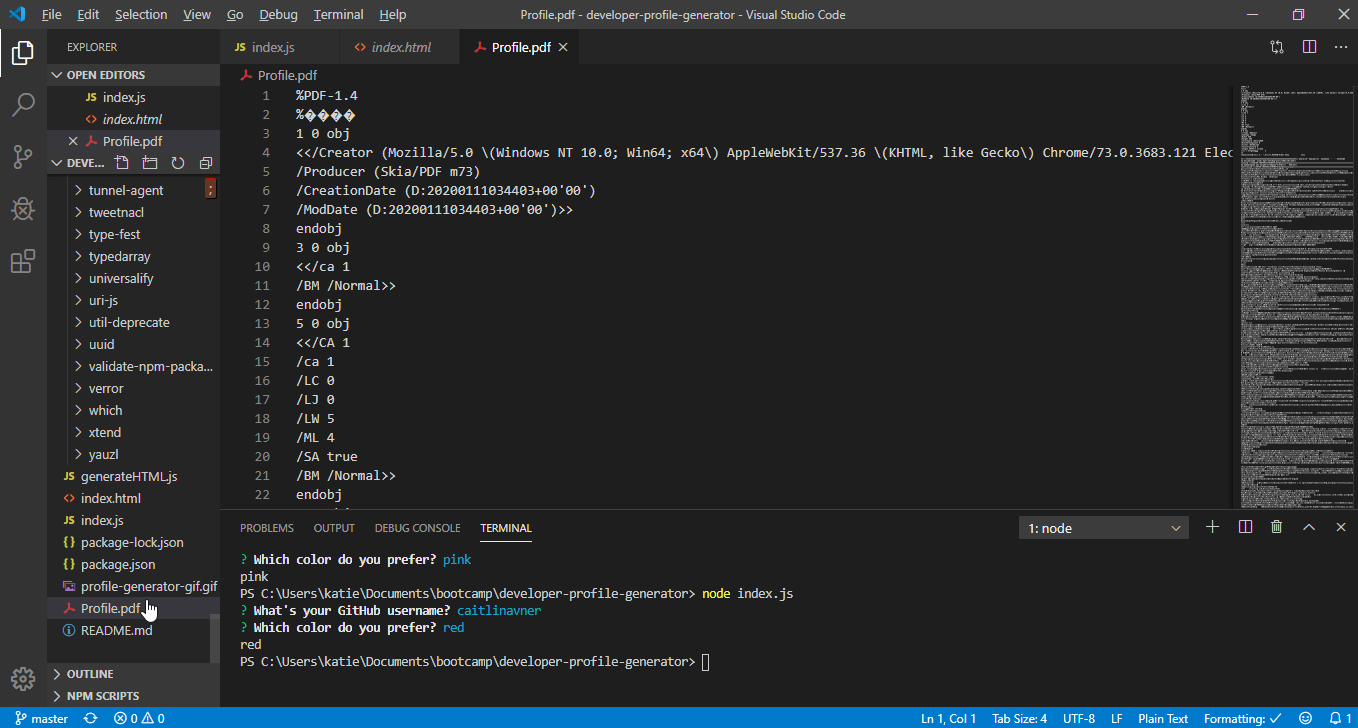 File Edit Selection View Go Debug Terminal Help
Profile.pdf - developer-profile-generator - Visual Studio Code
EXPLORER
OPEN EDITORS
JS index.js
<> index.html
Profile.pdf
DEVE...
tunnel-agent
;
tweetnacl
type-fest
typedarray
universalify
uri-js
util-deprecate
uuid
validate-npm-packa...
verror
which
xtend
yauzl
JS generateHTML.js
<> index.html
JS index.js
{} package-lock.json
{} package.json
profile-generator-gif.gif
Profile.pdf
README.md
OUTLINE
NPM SCRIPTS
JS index.js
<> index.html
Profile.pdf
Profile.pdf
1 %PDF-1.4
2 %����
3 1 0 obj
4 <</Creator (Mozilla/5.0 \(Windows NT 10.0; Win64; x64\) AppleWebKit/537.36 \(KHTML, like Gecko\) Chrome/73.0.3683.121 Elec
5 /Producer (Skia/PDF m73)
6 /CreationDate (D:20200111034403+00'00')
7 /ModDate (D:20200111034403+00'00')>>
8 endobj
9 3 0 obj
10 <</ca 1
11 /BM /Normal>>
12 endobj
13 5 0 obj
14 <</CA 1
15 /ca 1
16 /LC 0
17 /LJ 0
18 /LW 5
19 /ML 4
20 /SA true
21 /BM /Normal>>
22 endobj
PROBLEMS OUTPUT DEBUG CONSOLE TERMINAL
1: node
? Which color do you prefer? pink
pink
PS C:\Users\katie\Documents\bootcamp\developer-profile-generator> node index.js
? What's your GitHub username? caitlinavner
? Which color do you prefer? red
red
PS C:\Users\katie\Documents\bootcamp\developer-profile-generator>
master 0 0
Ln 1, Col 1 Tab Size: 4 UTF-8 LF Plain Text Formatting: ✓ 1